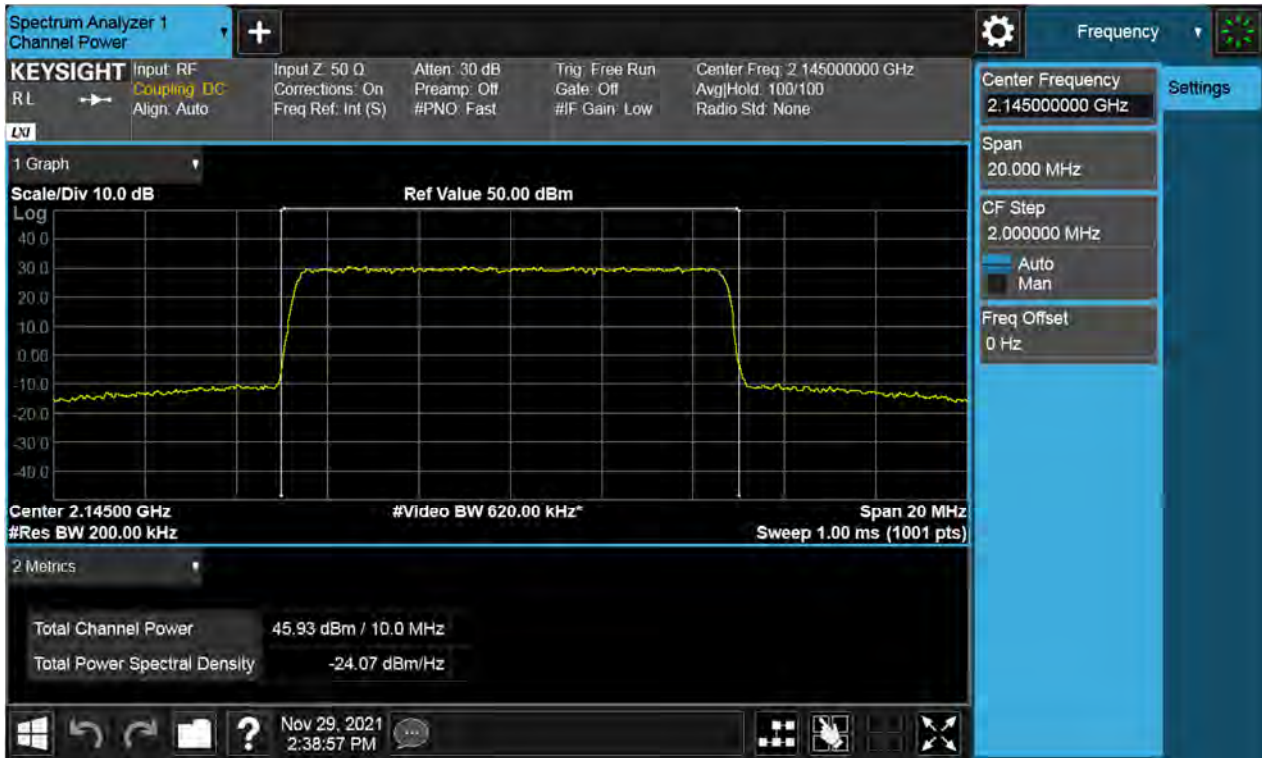 Spectrum Analyzer 1
Channel Power
+
Frequency
KEYSIGHT
R L
LXI
Input: RF
Coupling: DC
Align: Auto
Input Z: 50 Ω
Corrections: On
Freq Ref: Int (S)
Atten: 30 dB
Preamp: Off
#PNO: Fast
Trig: Free Run
Gate: Off
#IF Gain: Low
Center Freq: 2.145000000 GHz
Avg|Hold: 100/100
Radio Std: None
Center Frequency
2.145000000 GHz
Settings
Span
20.000 MHz
CF Step
2.000000 MHz
Auto
Man
Freq Offset
0 Hz
1 Graph
Scale/Div 10.0 dB
Ref Value 50.00 dBm
Log
40.0
30.0
20.0
10.0
0.00
-10.0
-20.0
-30.0
-40.0
Center 2.14500 GHz
#Video BW 620.00 kHz*
Span 20 MHz
#Res BW 200.00 kHz
Sweep 1.00 ms (1001 pts)
2 Metrics
Total Channel Power
45.93 dBm / 10.0 MHz
Total Power Spectral Density
-24.07 dBm/Hz
?
Nov 29, 2021
2:38:57 PM